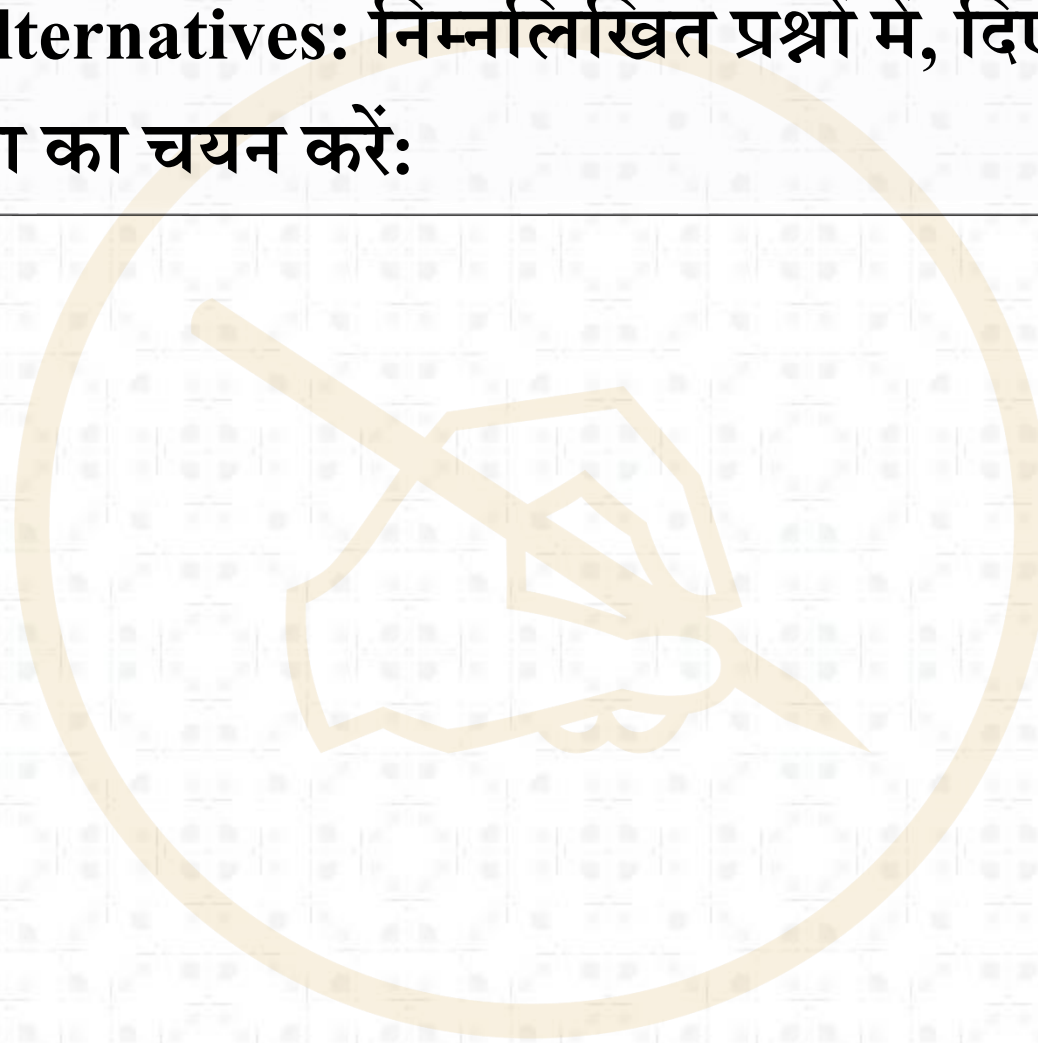 lternatives: निम्नलिखित प्रश्नों में,
का चयन करें: